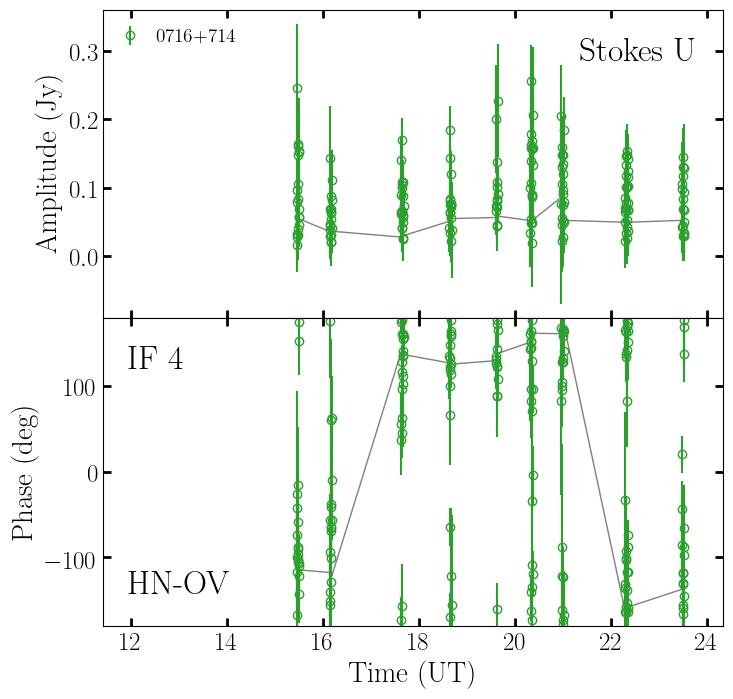 0716+714
Stokes U
0.3
0.2
0.1
0.0
Amplitude (Jy)
IF 4
100
0
−100
Phase (deg)
HN-OV
12 14 16 18 20 22 24
Time (UT)